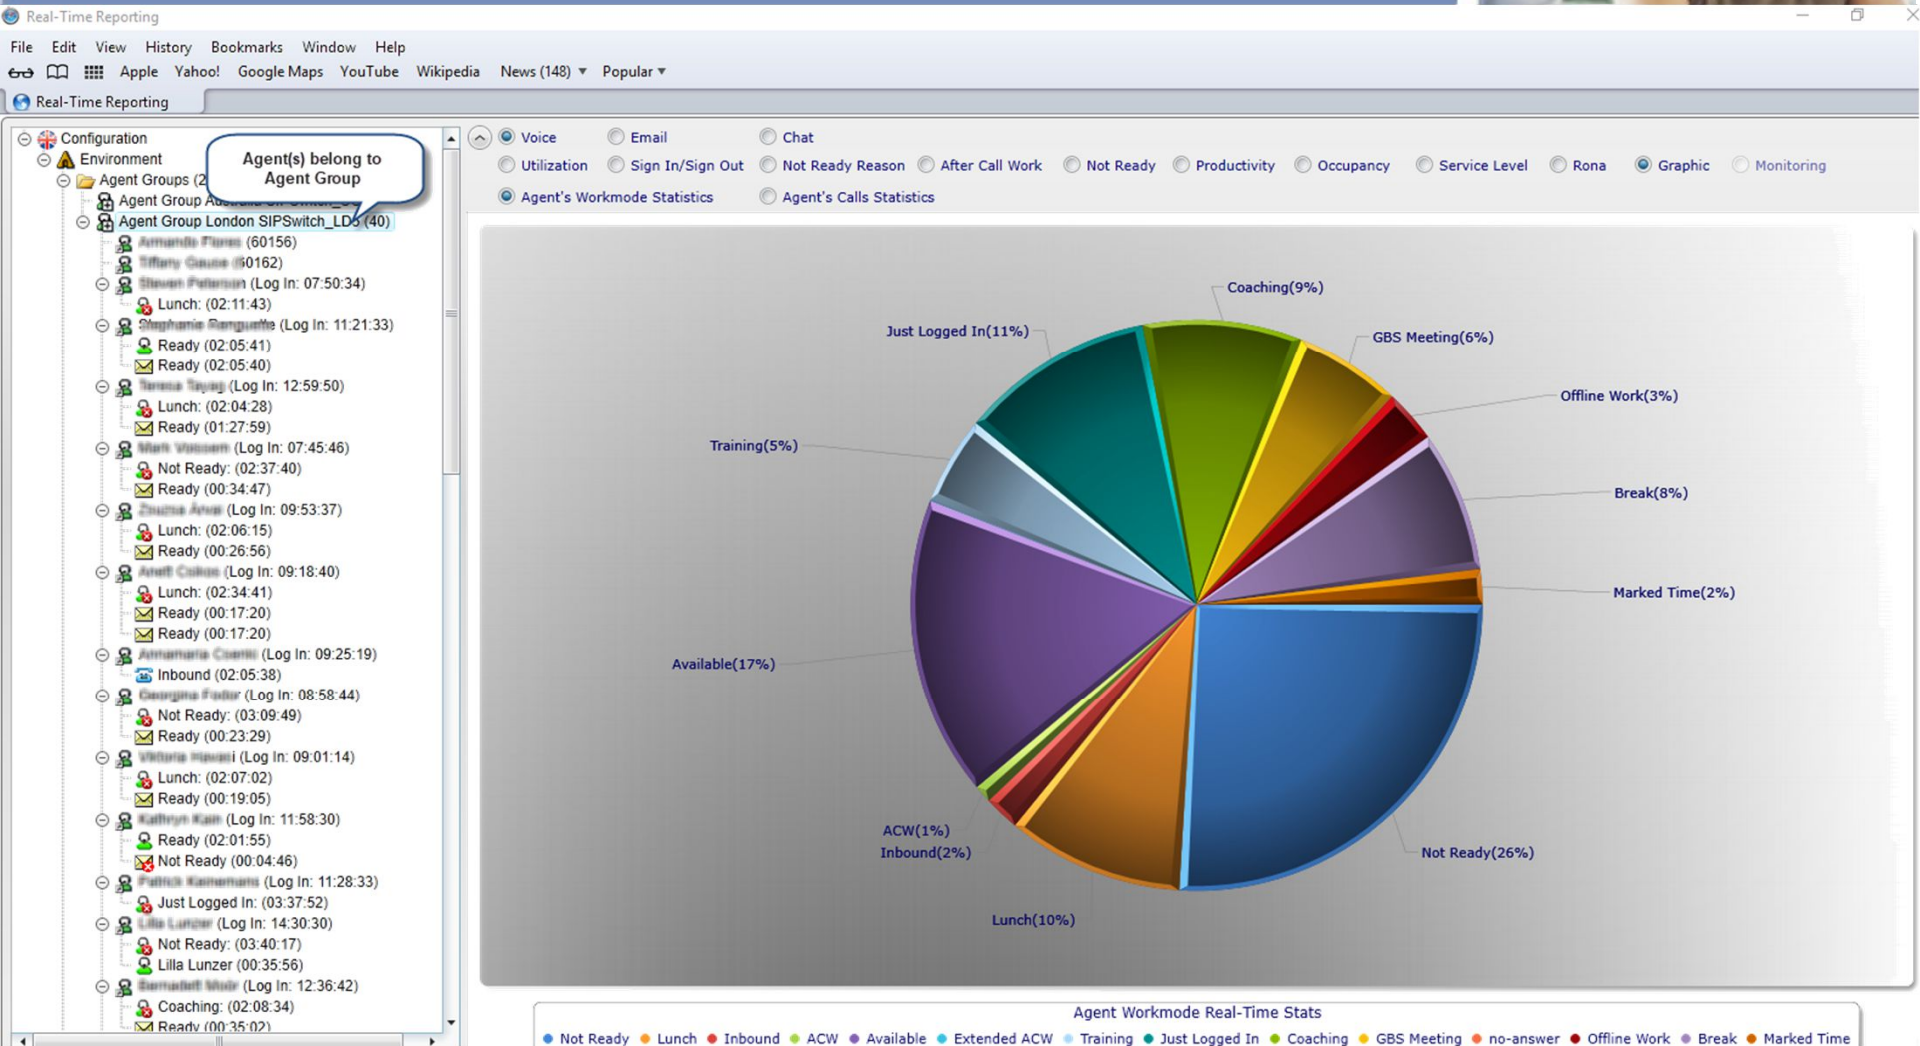 Real-Time Reporting
File Edit View History Bookmarks Window Help
Apple Yahoo! Google Maps YouTube Wikipedia News (148) Popular
Real-Time Reporting
Configuration
Environment
Agent Groups (2
Agent(s) belong to
Agent Group
Agent Group
Agent Group London SIPSwitch_LD5 (40)
(60156)
60162)
(Log In: 07:50:34)
Lunch: (02:11:43)
(Log In: 11:21:33)
Ready (02:05:41)
Ready (02:05:40)
(Log In: 12:59:50)
Lunch: (02:04:28)
Ready (01:27:59)
(Log In: 07:45:46)
Not Ready: (02:37:40)
Ready (00:34:47)
(Log In: 09:53:37)
Lunch: (02:06:15)
Ready (00:26:56)
(Log In: 09:18:40)
Lunch: (02:34:41)
Ready (00:17:20)
Ready (00:17:20)
(Log In: 09:25:19)
Inbound (02:05:38)
(Log In: 08:58:44)
Not Ready: (03:09:49)
Ready (00:23:29)
(Log In: 09:01:14)
Lunch: (02:07:02)
Ready (00:19:05)
(Log In: 11:58:30)
Ready (02:01:55)
Not Ready (00:04:46)
(Log In: 11:28:33)
Just Logged In: (03:37:52)
(Log In: 14:30:30)
Not Ready: (03:40:17)
Lilla Lunzer (00:35:56)
(Log In: 12:36:42)
Coaching: (02:08:34)
Ready (00:35:02)
Voice Email Chat
Utilization Sign In/Sign Out Not Ready Reason After Call Work Not Ready Productivity Occupancy Service Level Rona Graphic Monitoring
Agent's Workmode Statistics Agent's Calls Statistics
Coaching(9%)
Just Logged In(11%)
GBS Meeting(6%)
Offline Work(3%)
Training(5%)
Break(8%)
Marked Time(2%)
Available(17%)
ACW(1%)
Inbound(2%)
Not Ready(26%)
Lunch(10%)
Agent Workmode Real-Time Stats
Not Ready Lunch Inbound ACW Available Extended ACW Training Just Logged In Coaching GBS Meeting no-answer Offline Work Break Marked Time